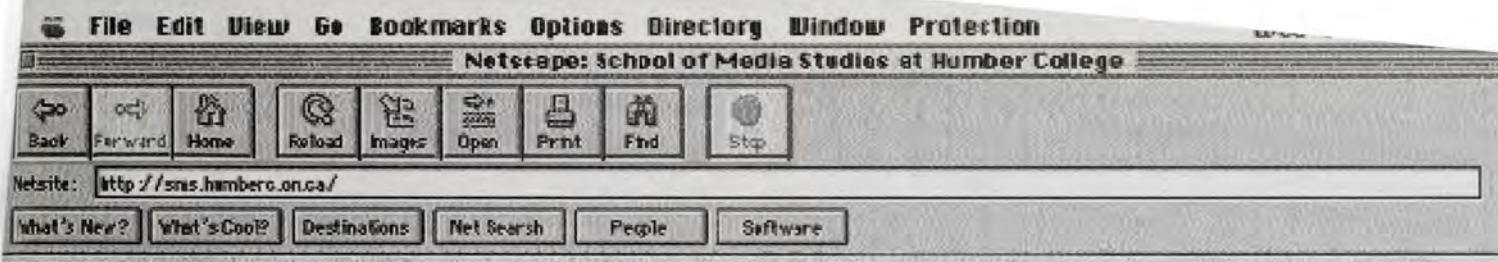 File Edit View Go Bookmarks Options Directory Window Protection
Netscape: School of Media Studies at Humber College
Back Forward Home Reload Images Open Print Find Stop
Netsite: http://sms.humberc.on.ca/
What's New? What's Cool? Destinations Net Search People Software